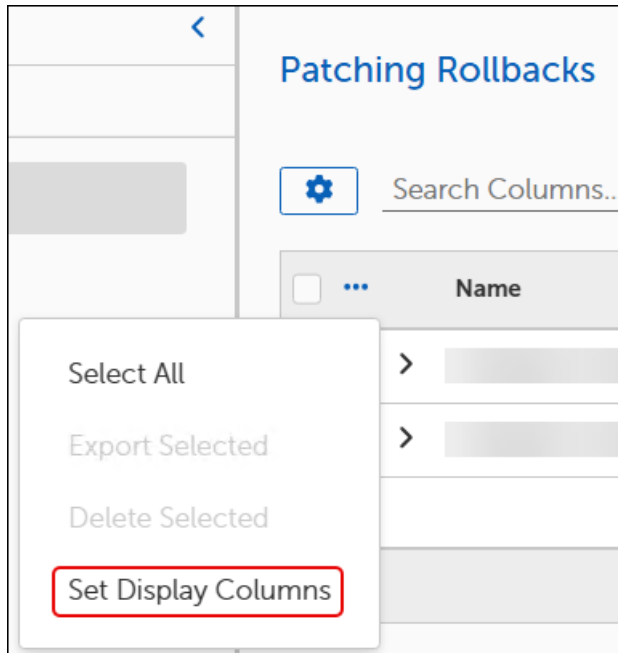 Patching Rollbacks
Search Columns...
Name
Select All
Export Selected
Delete Selected
Set Display Columns